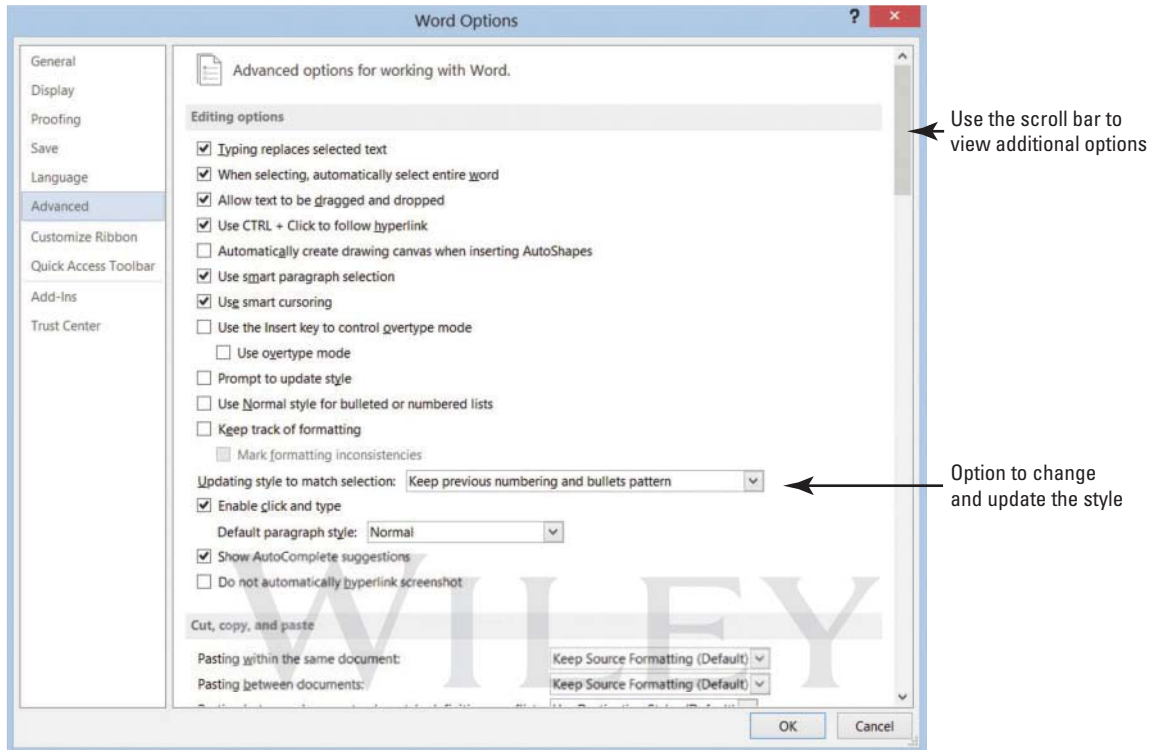 Word Options
?
General
Display
Proofing
Save
Language
Advanced
Customize Ribbon
Quick Access Toolbar
Add-Ins
Trust Center
Advanced options for working with Word.
Editing options
Typing replaces selected text
When selecting, automatically select entire word
Allow text to be dragged and dropped
Use CTRL + Click to follow hyperlink
Automatically create drawing canvas when inserting AutoShapes
Use smart paragraph selection
Use smart cursoring
Use the Insert key to control overtype mode
Use overtype mode
Prompt to update style
Use Normal style for bulleted or numbered lists
Keep track of formatting
Mark formatting inconsistencies
Updating style to match selection: Keep previous numbering and bullets pattern
Enable click and type
Default paragraph style: Normal
Show AutoComplete suggestions
Do not automatically hyperlink screenshot
Cut, copy, and paste
Pasting within the same document: Keep Source Formatting (Default)
Pasting between documents: Keep Source Formatting (Default)
OK Cancel
Use the scroll bar to
view additional options
Option to change
and update the style
WILEY